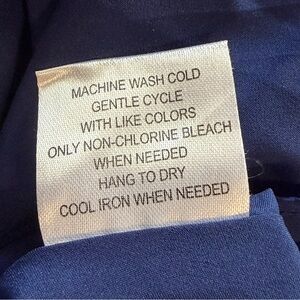 MACHINE WASH COLD
GENTLE CYCLE
WITH LIKE COLORS
ONLY NON-CHLORINE BLEACH
WHEN NEEDED
HANG TO DRY
COOL IRON WHEN NEEDED